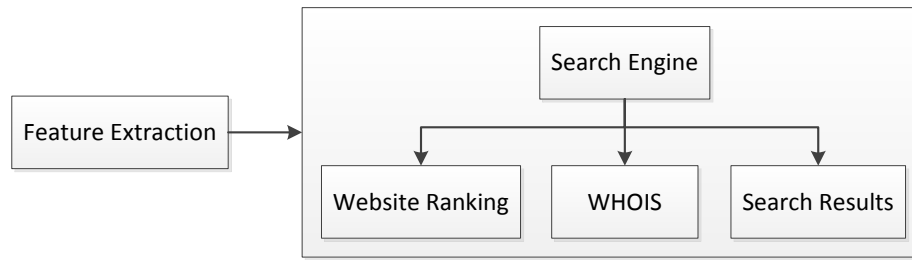 Search Engine
Feature Extraction
Website Ranking
WHOIS
Search Results